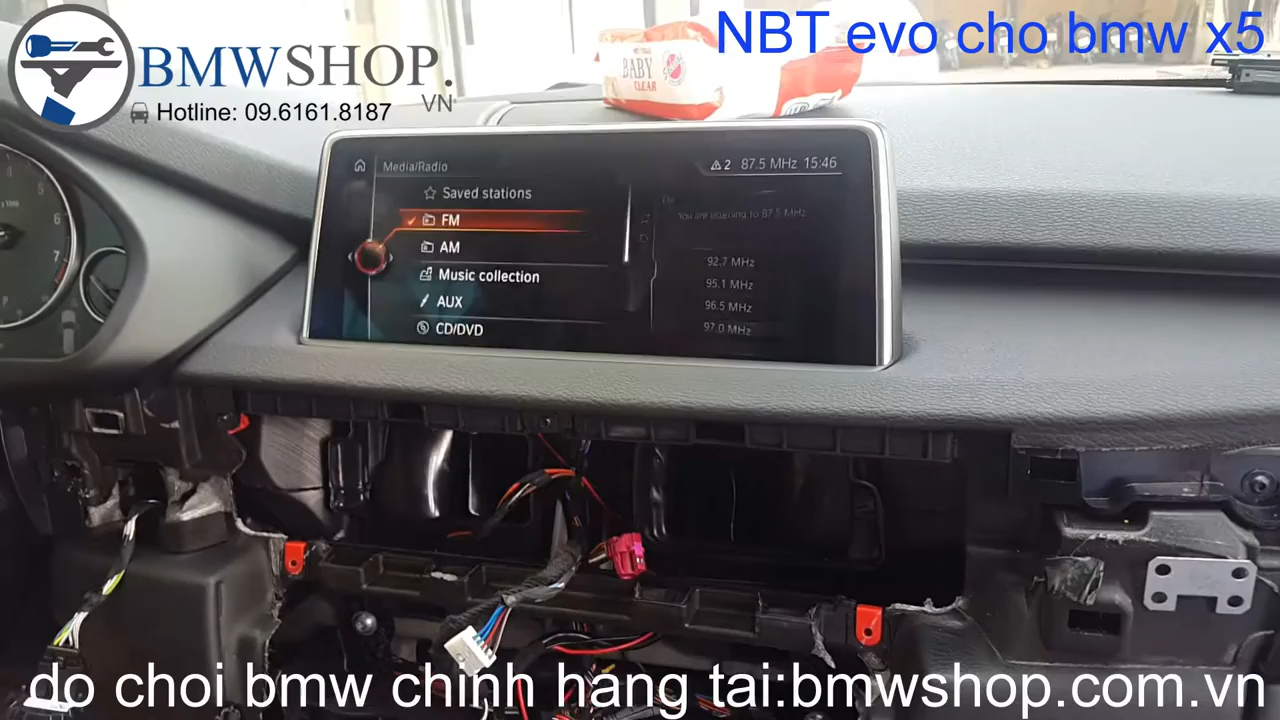 NBT evo cho bmw x5
BMWSHOP.
VN
Hotline: 09.6161.8187
BABY
CLEAR
Media/Radio
2 87.5 MHz 15:46
Saved stations
FM
AM
Music collection
AUX
CD/DVD
You are listening to 87.5 MHz
92.7 MHz
95.1 MHz
96.5 MHz
97.0 MHz
5
6
7
do choi bmw chinh hang tai:bmwshop.com.vn